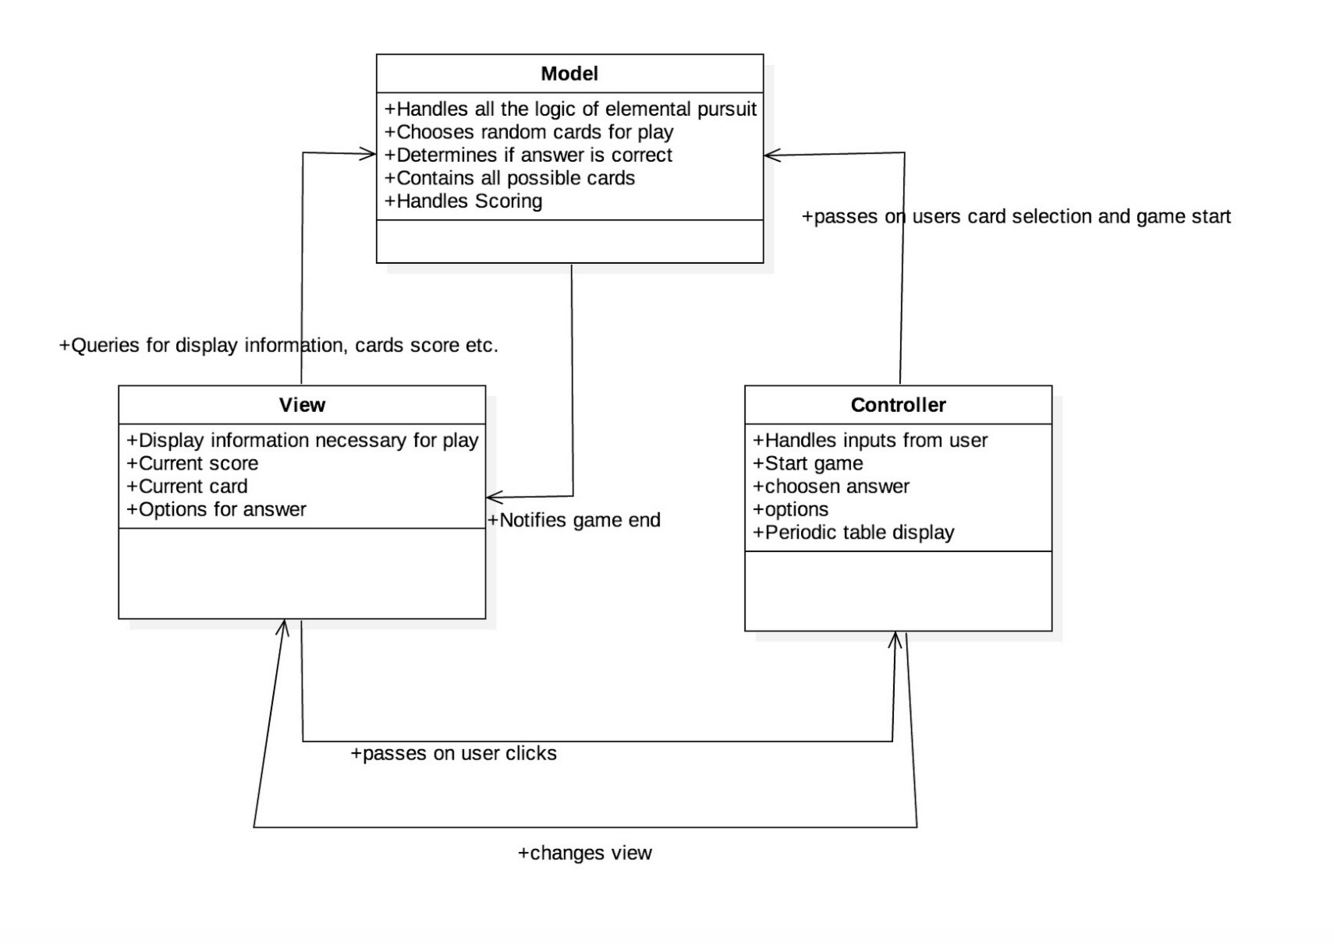 Model
+Handles all the logic of elemental pursuit
+Chooses random cards for play
+Determines if answer is correct
+Contains all possible cards
+Handles Scoring
+passes on users card selection and game start
+Queries for display information, cards score etc.
View
+Display information necessary for play
+Current score
+Current card
+Options for answer
Controller
+Handles inputs from user
+Start game
+choosen answer
+options
+Periodic table display
+Notifies game end
+passes on user clicks
+changes view